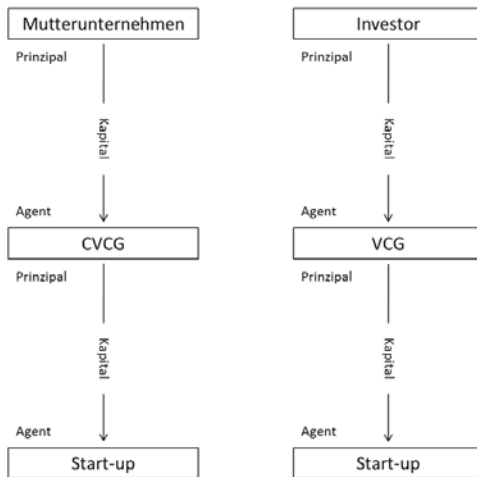 Mutterunternehmen
Prinzipal
Kapital
Agent
CVCG
Prinzipal
Kapital
Agent
Start-up
Investor
Prinzipal
Kapital
Agent
VCG
Prinzipal
Kapital
Agent
Start-up